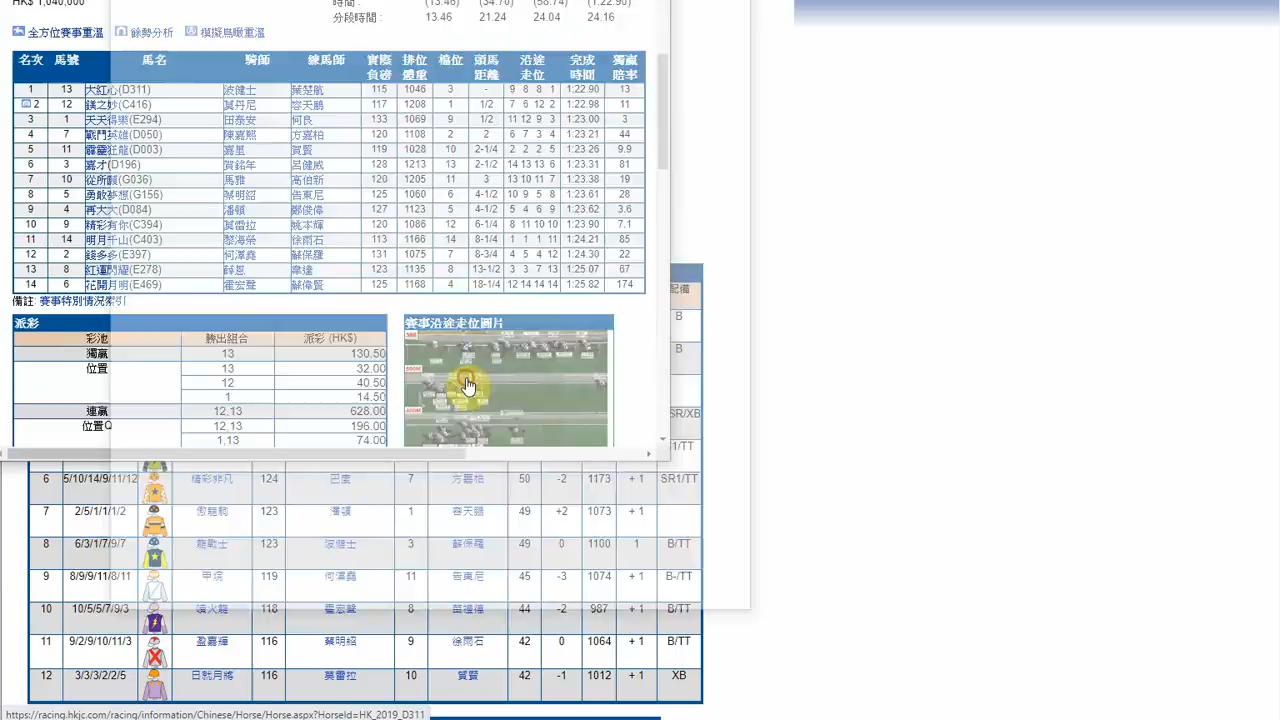 HK$ 1,040,000
時間 : (13.46) (34.70) (58.74) (1:22.90)
分段時間 : 13.46 21.24 24.04 24.16
全方位賽事重溫 餘勢分析 模擬鳥瞰重溫
名次 馬號 馬名 騎師 練馬師 實際負磅 排位體重 檔位 頭馬距離 沿途走位 完成時間 獨贏賠率
1 13 大紅心(D311) 波健士 葉楚航 115 1046 3 - 9 8 8 1 1:22.90 13
2 12 鎂之妙(C416) 莫丹尼 容天鵬 117 1208 1 1/2 7 6 12 2 1:22.98 11
3 1 天天得樂(E294) 田泰安 何良 133 1069 9 1/2 11 12 9 3 1:23.00 3
4 7 戰鬥英雄(D050) 陳嘉熙 方嘉柏 120 1108 2 2 6 7 3 4 1:23.21 44
5 11 霹靂狂龍(D003) 嘉里 賀賢 119 1028 10 2-1/4 2 2 2 5 1:23.26 9.9
6 3 嘉才(D196) 賀銘年 呂健威 128 1213 13 2-1/2 14 13 13 6 1:23.31 81
7 10 從所願(G036) 馬雅 高伯新 120 1205 11 3 13 10 11 7 1:23.38 19
8 5 勇敢夢想(G156) 蔡明紹 告東尼 125 1060 6 4-1/2 10 9 5 8 1:23.61 28
9 4 再大大(D084) 潘頓 鄭俊偉 127 1123 5 4-1/2 5 4 6 9 1:23.62 3.6
10 9 精彩有你(C394) 莫雷拉 姚本輝 120 1086 12 6-1/4 8 11 10 10 1:23.90 7.1
11 14 明月千山(C403) 黎海榮 徐雨石 113 1166 14 8-1/4 1 1 1 11 1:24.21 85
12 2 錢多多(E397) 何澤堯 蘇保羅 131 1075 7 8-3/4 4 5 4 12 1:24.30 22
13 8 紅運閃耀(E278) 薛恩 韋達 123 1135 8 13-1/2 3 3 7 13 1:25.07 67
14 6 花開月明(E469) 霍宏聲 蘇偉賢 125 1168 4 18-1/4 12 14 14 14 1:25.82 174
備註: 賽事特別情況索引
派彩 賽事沿途走位圖片
彩池 勝出組合 派彩 (HK$)
獨贏 13 130.50
位置 13 32.00
12 40.50
1 14.50
連贏 12,13 628.00
位置Q 12,13 196.00
1,13 74.00
配備
B
B
SR/XB
1/TT
6 5/10/14/9/11/12 精彩非凡 124 巴度 7 方嘉柏 50 -2 1173 + 1 SR1/TT
7 2/5/1/1/1/2 傲龍駒 123 潘頓 1 容天鵬 49 +2 1073 + 1
8 6/3/1/7/9/7 龍戰士 123 波健士 3 蘇保羅 49 0 1100 1 B/TT
9 8/9/9/11/8/11 甲浣 119 何澤堯 11 告東尼 45 -3 1074 + 1 B-/TT
10 10/5/5/7/9/3 噴火龍 118 霍宏聲 8 苗禮德 44 -2 987 + 1 B/TT
11 9/2/9/10/11/3 盈嘉輝 116 蔡明紹 9 徐雨石 42 0 1064 + 1 B/TT
12 3/3/3/2/2/5 日就月將 116 莫雷拉 10 賀賢 42 -1 1012 + 1 XB
https://racing.hkjc.com/racing/information/Chinese/Horse/Horse.aspx?HorseId=HK_2019_D311